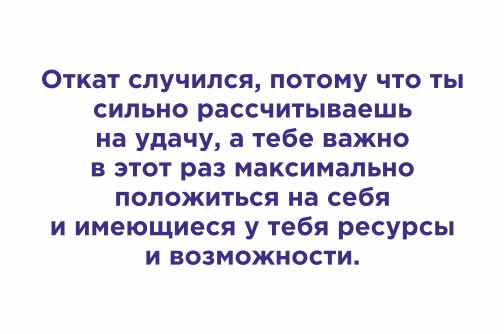 Откат случился, потому что ты
сильно рассчитываешь
на удачу, а тебе важно
в этот раз максимально
положиться на себя
и имеющиеся у тебя ресурсы
и возможности.